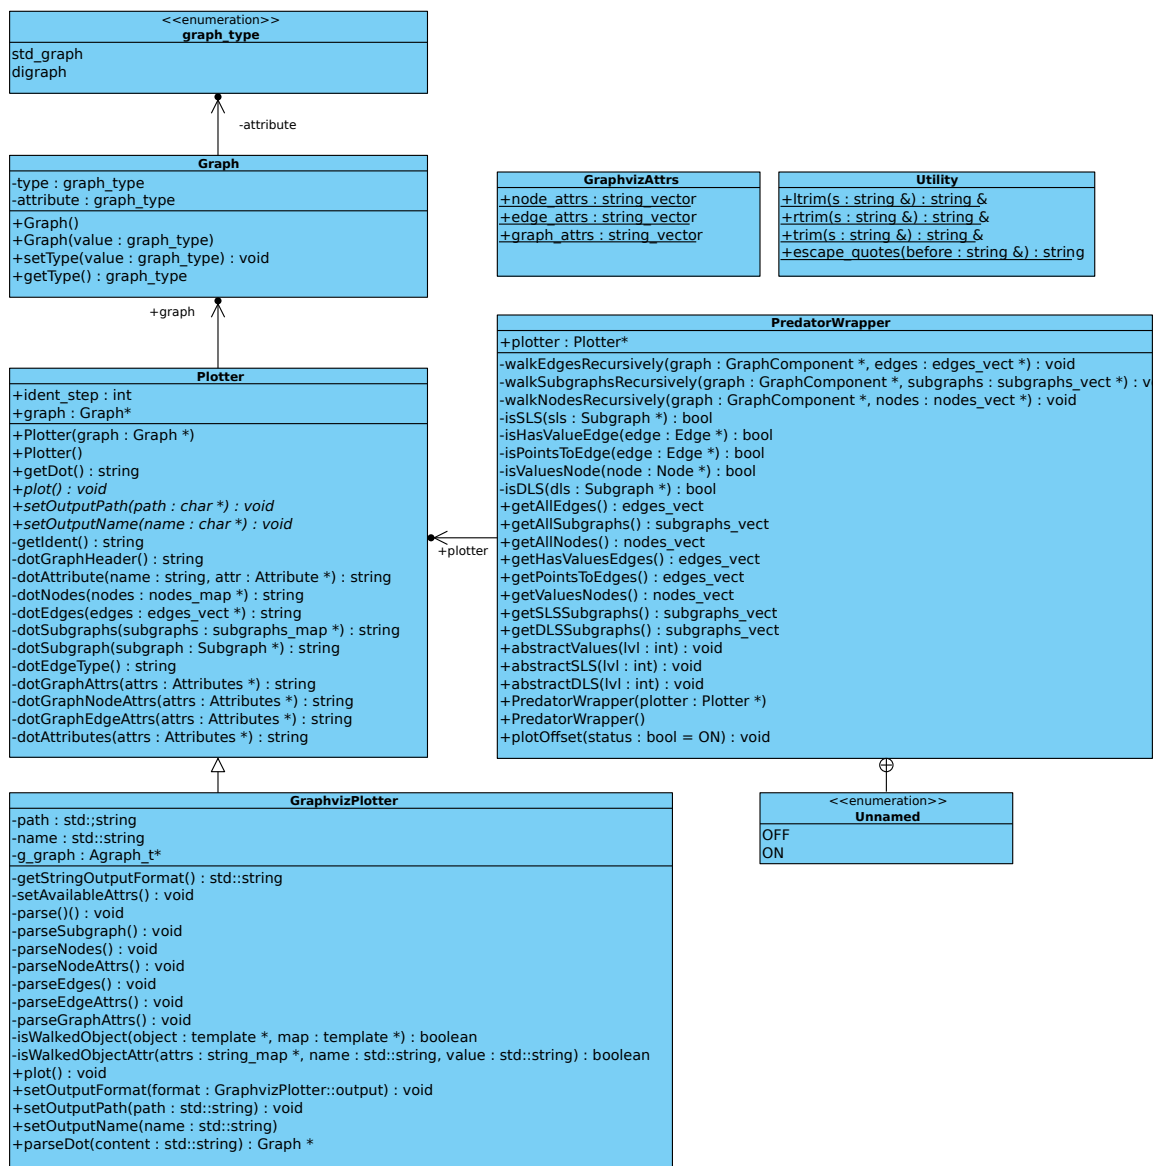 <<enumeration>>
graph_type
std_graph
digraph
-attribute
Graph
-type : graph_type
-attribute : graph_type
+Graph()
+Graph(value : graph_type)
+setType(value : graph_type) : void
+getType() : graph_type
GraphvizAttrs
+node_attrs : string_vector
+edge_attrs : string_vector
+graph_attrs : string_vector
Utility
+ltrim(s : string &) : string &
+rtrim(s : string &) : string &
+trim(s : string &) : string &
+escape_quotes(before : string &) : string
+graph
Plotter
+ident_step : int
+graph : Graph*
+Plotter(graph : Graph *)
+Plotter()
+getDot() : string
+plot() : void
+setOutputPath(path : char *) : void
+setOutputName(name : char *) : void
-getIdent() : string
-dotGraphHeader() : string
-dotAttribute(name : string, attr : Attribute *) : string
-dotNodes(nodes : nodes_map *) : string
-dotEdges(edges : edges_vect *) : string
-dotSubgraphs(subgraphs : subgraphs_map *) : string
-dotSubgraph(subgraph : Subgraph *) : string
-dotEdgeType() : string
-dotGraphAttrs(attrs : Attributes *) : string
-dotGraphNodeAttrs(attrs : Attributes *) : string
-dotGraphEdgeAttrs(attrs : Attributes *) : string
-dotAttributes(attrs : Attributes *) : string
+plotter
PredatorWrapper
+plotter : Plotter*
-walkEdgesRecursively(graph : GraphComponent *, edges : edges_vect *) : void
-walkSubgraphsRecursively(graph : GraphComponent *, subgraphs : subgraphs_vect *) : v
-walkNodesRecursively(graph : GraphComponent *, nodes : nodes_vect *) : void
-isSLS(sls : Subgraph *) : bool
-isHasValueEdge(edge : Edge *) : bool
-isPointsToEdge(edge : Edge *) : bool
-isValuesNode(node : Node *) : bool
-isDLS(dls : Subgraph *) : bool
+getAllEdges() : edges_vect
+getAllSubgraphs() : subgraphs_vect
+getAllNodes() : nodes_vect
+getHasValuesEdges() : edges_vect
+getPointsToEdges() : edges_vect
+getValuesNodes() : nodes_vect
+getSLSSubgraphs() : subgraphs_vect
+getDLSSubgraphs() : subgraphs_vect
+abstractValues(lvl : int) : void
+abstractSLS(lvl : int) : void
+abstractDLS(lvl : int) : void
+PredatorWrapper(plotter : Plotter *)
+PredatorWrapper()
+plotOffset(status : bool = ON) : void
<<enumeration>>
Unnamed
OFF
ON
GraphvizPlotter
-path : std:;string
-name : std::string
-g_graph : Agraph_t*
-getStringOutputFormat() : std::string
-setAvailableAttrs() : void
-parse()() : void
-parseSubgraph() : void
-parseNodes() : void
-parseNodeAttrs() : void
-parseEdges() : void
-parseEdgeAttrs() : void
-parseGraphAttrs() : void
-isWalkedObject(object : template *, map : template *) : boolean
-isWalkedObjectAttr(attrs : string_map *, name : std::string, value : std::string) : boolean
+plot() : void
+setOutputFormat(format : GraphvizPlotter::output) : void
+setOutputPath(path : std::string) : void
+setOutputName(name : std::string)
+parseDot(content : std::string) : Graph *